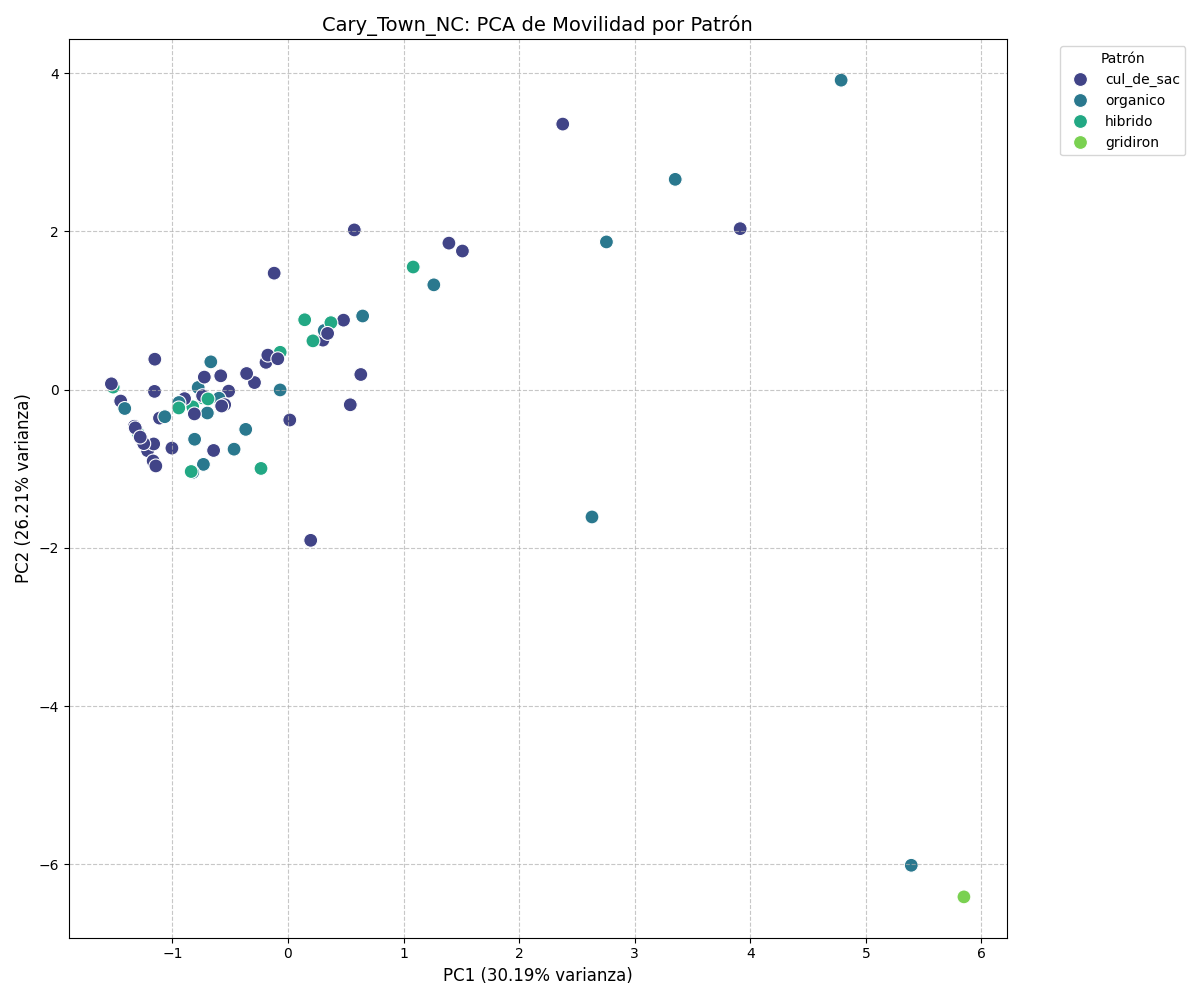 Cary_Town_NC: PCA de Movilidad por Patrón
Patrón
cul_de_sac
organico
hibrido
gridiron
4
2
0
−2
−4
−6
PC2 (26.21% varianza)
−1
0
1
2
3
4
5
6
PC1 (30.19% varianza)